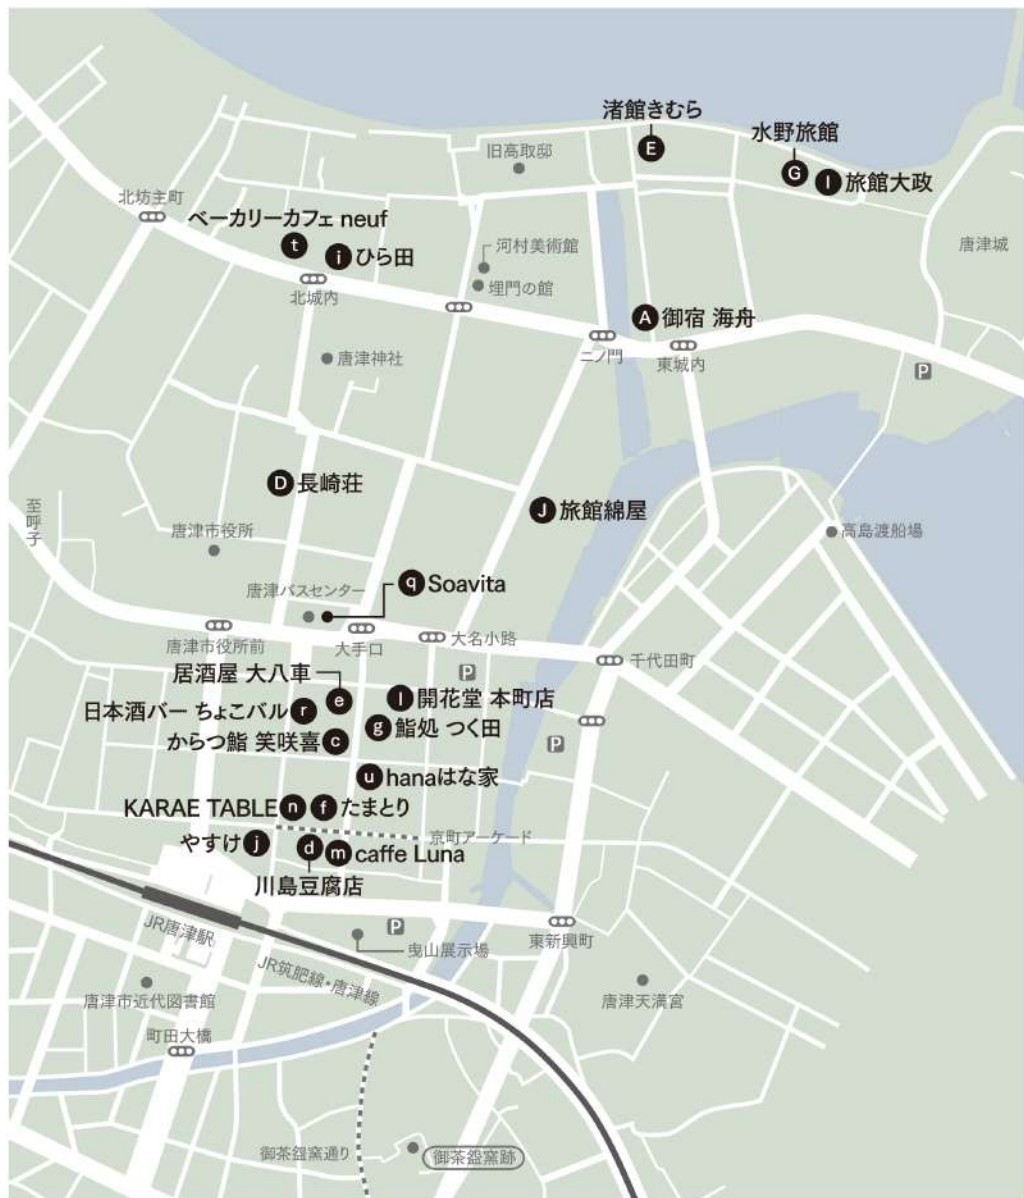 渚館きむら
E
水野旅館
G
I 旅館大政
旧高取邸
北坊主町
ベーカリーカフェ neuf
t
i ひら田
北城内
河村美術館
埋門の館
唐津城
A 御宿 海舟
二ノ門
東城内
P
唐津神社
D 長崎荘
J 旅館綿屋
至呼子
唐津市役所
高島渡船場
唐津バスセンター
q Soavita
唐津市役所前
大手口
大名小路
千代田町
P
居酒屋 大八車
e
l 開花堂 本町店
日本酒バー ちょこバル r
g 鮨処 つく田
からつ鮨 笑咲喜 c
P
u hanaはな家
KARAE TABLE n
f たまとり
京町アーケード
やすけ j
d
m caffe Luna
川島豆腐店
JR唐津駅
P
曳山展示場
東新興町
JR筑肥線・唐津線
唐津市近代図書館
唐津天満宮
町田大橋
御茶盌窯通り
御茶盌窯跡